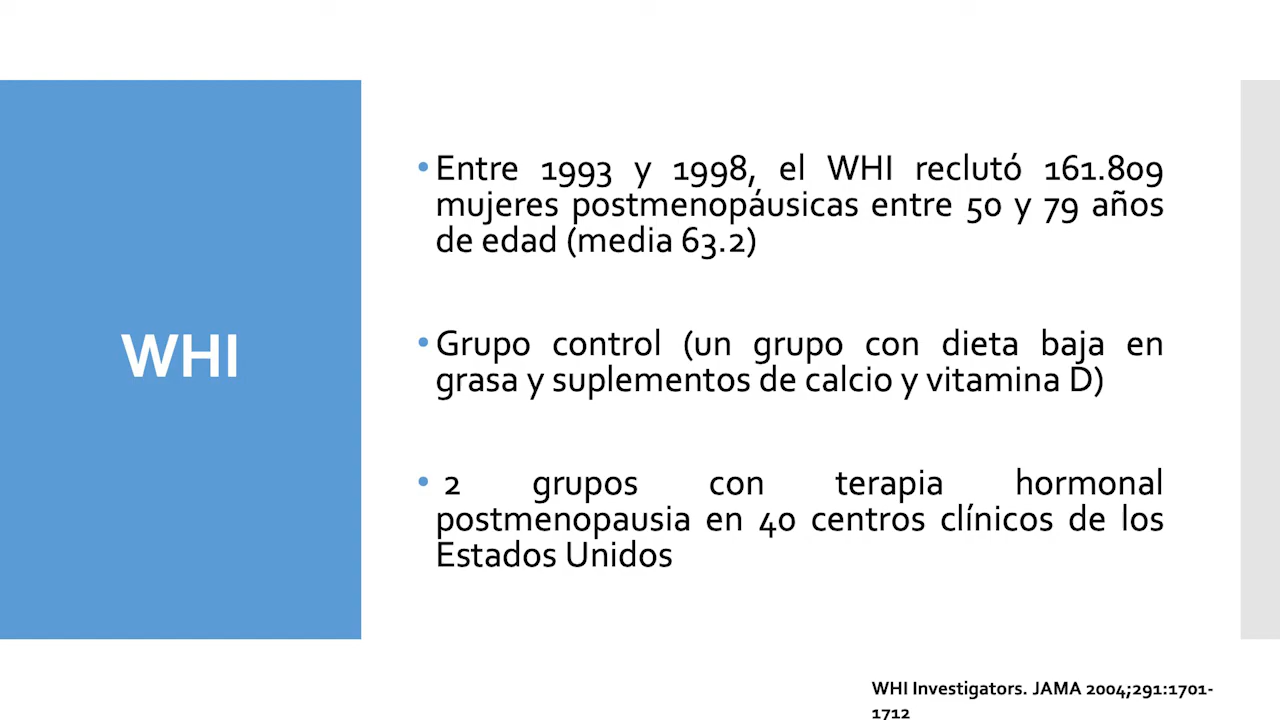 WHI
• Entre 1993 y 1998, el WHI reclutó 161.809
mujeres postmenopáusicas entre 50 y 79 años
de edad (media 63.2)
• Grupo control (un grupo con dieta baja en
grasa y suplementos de calcio y vitamina D)
• 2 grupos con terapia hormonal
postmenopausia en 40 centros clínicos de los
Estados Unidos
WHI Investigators. JAMA 2004;291:1701-
1712